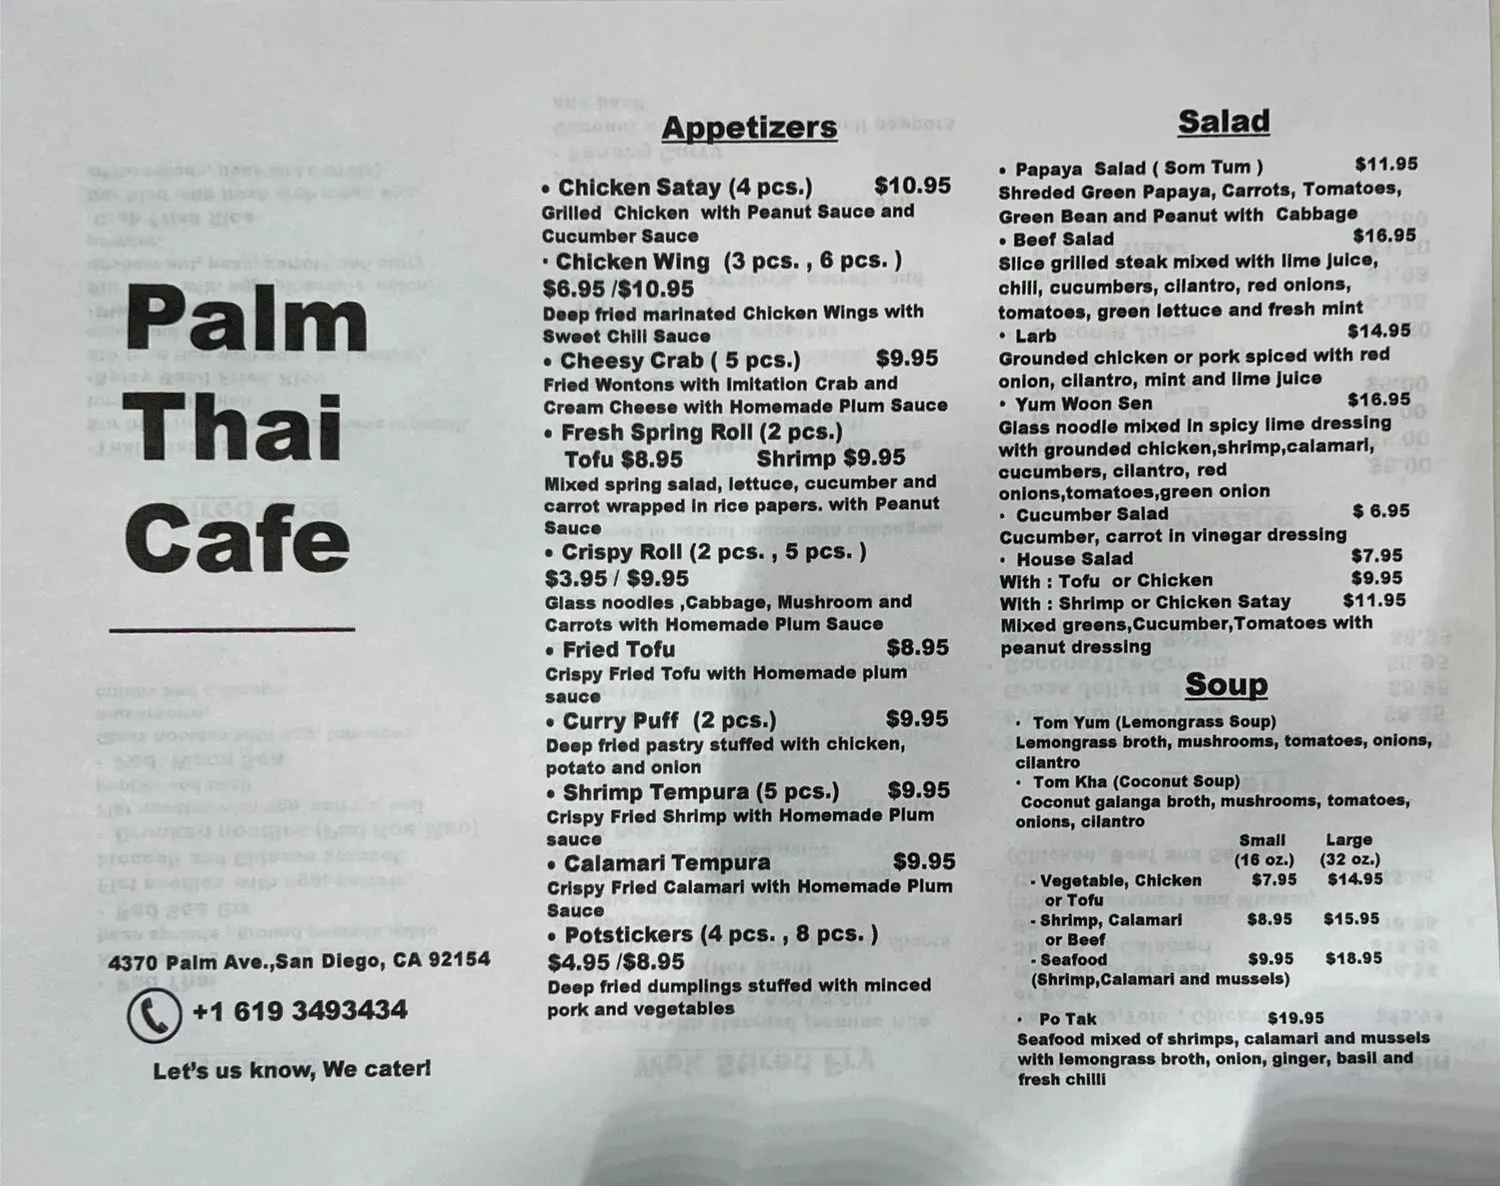 Palm
Thai
Cafe
4370 Palm Ave.,San Diego, CA 92154
+1 619 3493434
Let's us know, We cater!
Appetizers
• Chicken Satay (4 pcs.) $10.95
Grilled Chicken with Peanut Sauce and
Cucumber Sauce
• Chicken Wing (3 pcs. , 6 pcs. )
$6.95 /$10.95
Deep fried marinated Chicken Wings with
Sweet Chili Sauce
• Cheesy Crab ( 5 pcs.) $9.95
Fried Wontons with Imitation Crab and
Cream Cheese with Homemade Plum Sauce
• Fresh Spring Roll (2 pcs.)
Tofu $8.95 Shrimp $9.95
Mixed spring salad, lettuce, cucumber and
carrot wrapped in rice papers. with Peanut
Sauce
• Crispy Roll (2 pcs. , 5 pcs. )
$3.95 / $9.95
Glass noodles ,Cabbage, Mushroom and
Carrots with Homemade Plum Sauce
• Fried Tofu $8.95
Crispy Fried Tofu with Homemade plum
sauce
• Curry Puff (2 pcs.) $9.95
Deep fried pastry stuffed with chicken,
potato and onion
• Shrimp Tempura (5 pcs.) $9.95
Crispy Fried Shrimp with Homemade Plum
sauce
• Calamari Tempura $9.95
Crispy Fried Calamari with Homemade Plum
Sauce
• Potstickers (4 pcs. , 8 pcs. )
$4.95 /$8.95
Deep fried dumplings stuffed with minced
pork and vegetables
Salad
• Papaya Salad ( Som Tum ) $11.95
Shreded Green Papaya, Carrots, Tomatoes,
Green Bean and Peanut with Cabbage
• Beef Salad $16.95
Slice grilled steak mixed with lime juice,
chili, cucumbers, cilantro, red onions,
tomatoes, green lettuce and fresh mint
• Larb $14.95
Grounded chicken or pork spiced with red
onion, cilantro, mint and lime juice
• Yum Woon Sen $16.95
Glass noodle mixed in spicy lime dressing
with grounded chicken,shrimp,calamari,
cucumbers, cilantro, red
onions,tomatoes,green onion
• Cucumber Salad $ 6.95
Cucumber, carrot in vinegar dressing
• House Salad $7.95
With : Tofu or Chicken $9.95
With : Shrimp or Chicken Satay $11.95
Mixed greens,Cucumber,Tomatoes with
peanut dressing
Soup
• Tom Yum (Lemongrass Soup)
Lemongrass broth, mushrooms, tomatoes, onions,
cilantro
• Tom Kha (Coconut Soup)
Coconut galanga broth, mushrooms, tomatoes,
onions, cilantro
Small Large
(16 oz.) (32 oz.)
- Vegetable, Chicken $7.95 $14.95
or Tofu
- Shrimp, Calamari $8.95 $15.95
or Beef
- Seafood $9.95 $18.95
(Shrimp,Calamari and mussels)
• Po Tak $19.95
Seafood mixed of shrimps, calamari and mussels
with lemongrass broth, onion, ginger, basil and
fresh chilli